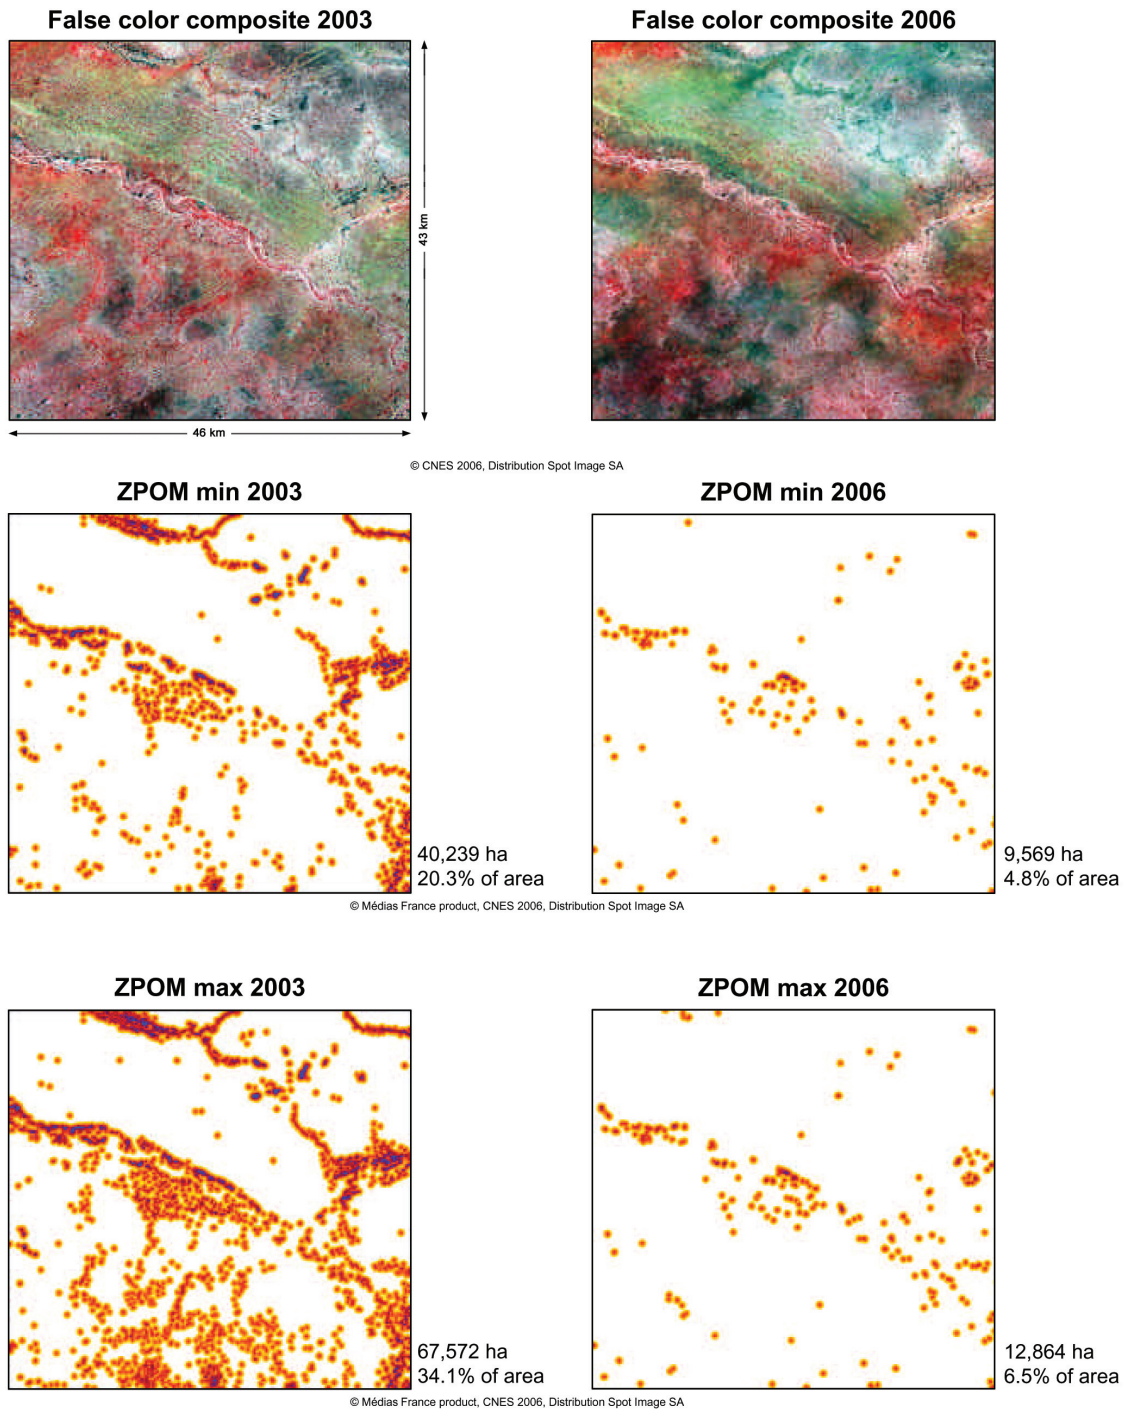 False color composite 2003
False color composite 2006
43 km
46 km
© CNES 2006, Distribution Spot Image SA
ZPOM min 2003
ZPOM min 2006
40,239 ha
20.3% of area
9,569 ha
4.8% of area
© Médias France product, CNES 2006, Distribution Spot Image SA
ZPOM max 2003
ZPOM max 2006
67,572 ha
34.1% of area
12,864 ha
6.5% of area
© Médias France product, CNES 2006, Distribution Spot Image SA